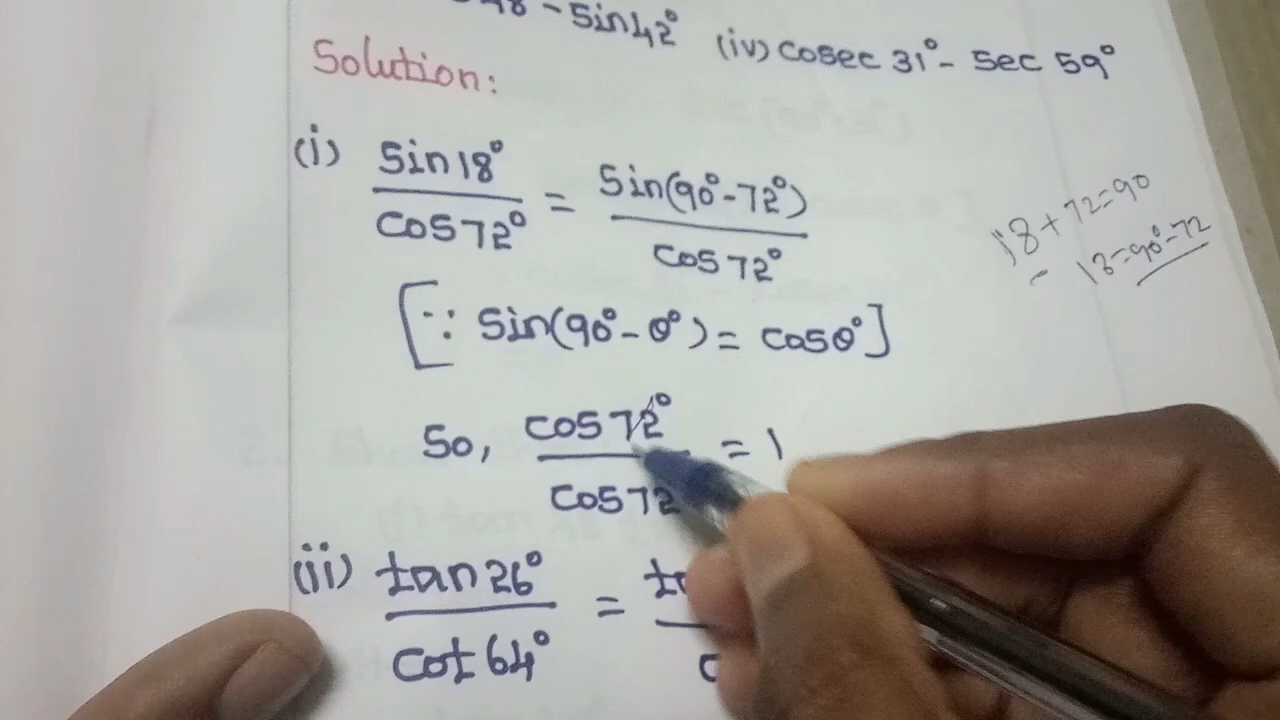 - Sin42° (iv) cosec 31° - sec 59°
Solution:
(i) Sin18° / cos72° = Sin(90°-72°) / cos72°
18+72=90
18=90°-72
[∵ Sin(90°-θ°) = cosθ°]
So, cos72° / cos72 = 1
(ii) tan26° / cot64° =